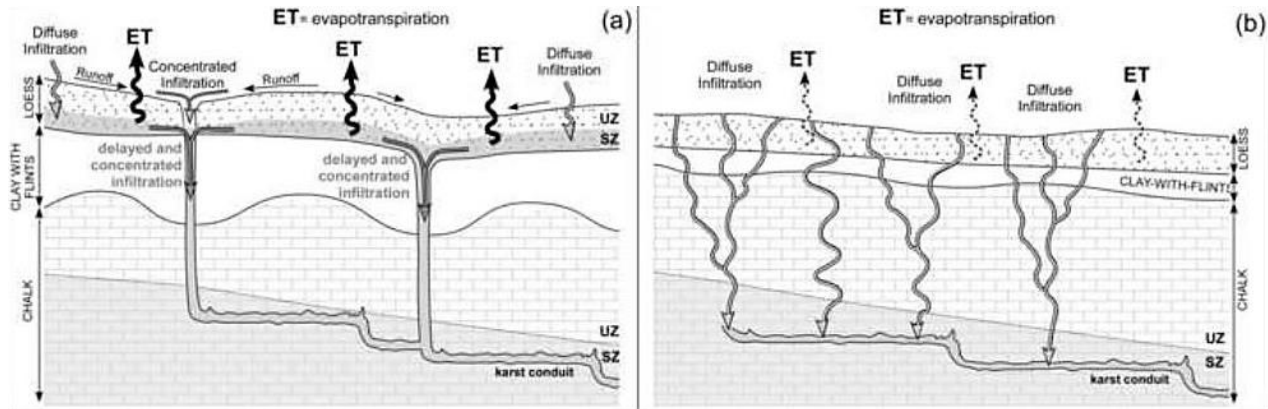 ET= evapotranspiration
(a)
Diffuse
Infiltration
ET
Runoff
Concentrated
Infiltration
Runoff
ET
ET
Diffuse
Infiltration
LOESS
UZ
SZ
delayed and
concentrated
infiltration
delayed and
concentrated
infiltration
CLAY WITH
FLINTS
CHALK
UZ
SZ
karst conduit
ET= evapotranspiration
(b)
Diffuse
Infiltration
ET
Diffuse
Infiltration
ET
Diffuse
Infiltration
ET
LOESS
CLAY-WITH-FLINTS
CHALK
UZ
SZ
karst conduit